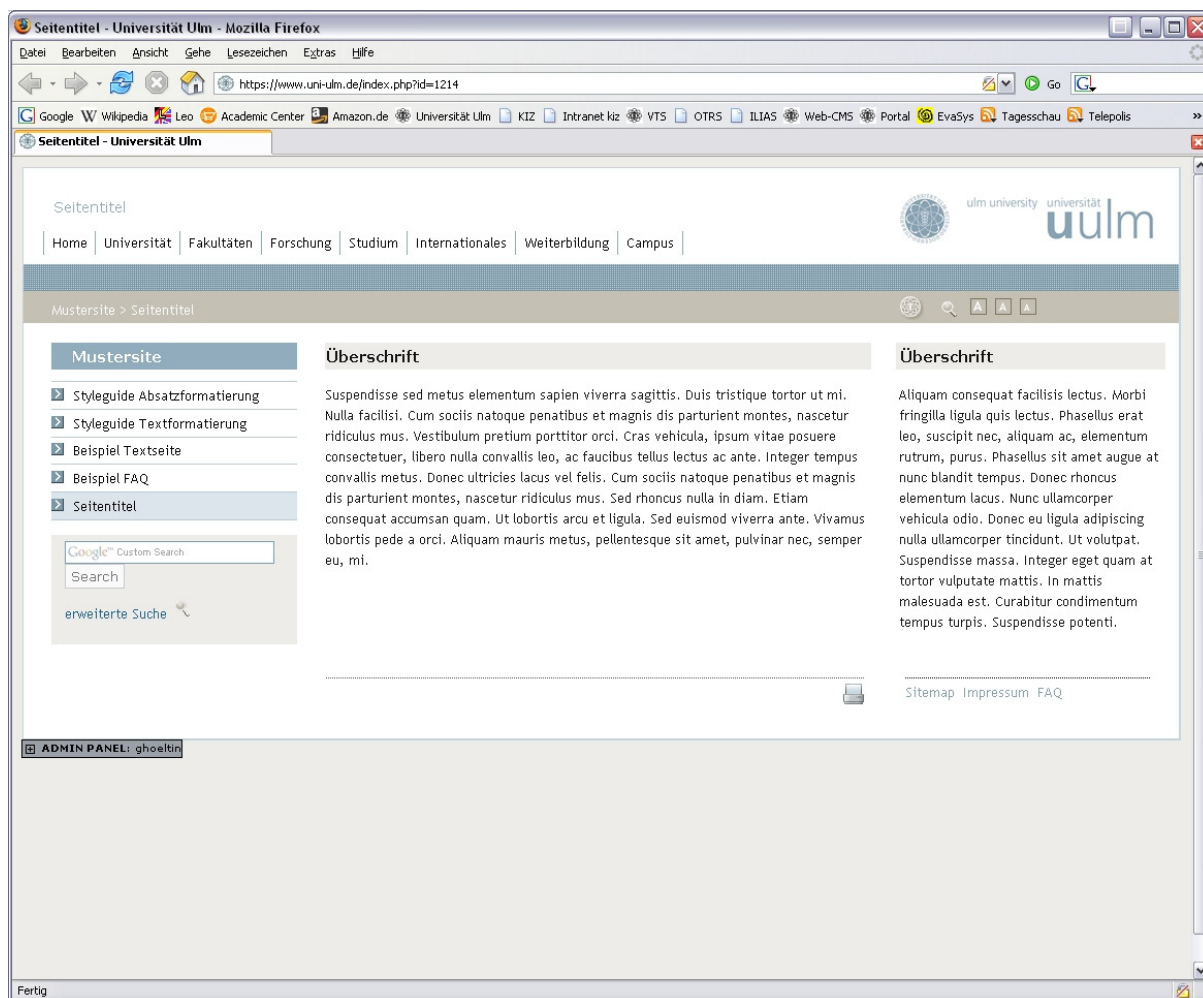 Seitentitel - Universität Ulm - Mozilla Firefox
Datei Bearbeiten Ansicht Gehe Lesezeichen Extras Hilfe
https://www.uni-ulm.de/index.php?id=1214 Go
Google Wikipedia Leo Academic Center Amazon.de Universität Ulm KIZ Intranet kiz VTS OTRS ILIAS Web-CMS Portal EvaSys Tagesschau Telepolis »
Seitentitel - Universität Ulm
Seitentitel
ulm university universität
uulm
Home Universität Fakultäten Forschung Studium Internationales Weiterbildung Campus
Mustersite > Seitentitel
A A A
Mustersite
Styleguide Absatzformatierung
Styleguide Textformatierung
Beispiel Textseite
Beispiel FAQ
Seitentitel
Google™ Custom Search
Search
erweiterte Suche
Überschrift
Suspendisse sed metus elementum sapien viverra sagittis. Duis tristique tortor ut mi.
Nulla facilisi. Cum sociis natoque penatibus et magnis dis parturient montes, nascetur
ridiculus mus. Vestibulum pretium porttitor orci. Cras vehicula, ipsum vitae posuere
consectetuer, libero nulla convallis leo, ac faucibus tellus lectus ac ante. Integer tempus
convallis metus. Donec ultricies lacus vel felis. Cum sociis natoque penatibus et magnis
dis parturient montes, nascetur ridiculus mus. Sed rhoncus nulla in diam. Etiam
consequat accumsan quam. Ut lobortis arcu et ligula. Sed euismod viverra ante. Vivamus
lobortis pede a orci. Aliquam mauris metus, pellentesque sit amet, pulvinar nec, semper
eu, mi.
Überschrift
Aliquam consequat facilisis lectus. Morbi
fringilla ligula quis lectus. Phasellus erat
leo, suscipit nec, aliquam ac, elementum
rutrum, purus. Phasellus sit amet augue at
nunc blandit tempus. Donec rhoncus
elementum lacus. Nunc ullamcorper
vehicula odio. Donec eu ligula adipiscing
nulla ullamcorper tincidunt. Ut volutpat.
Suspendisse massa. Integer eget quam at
tortor vulputate mattis. In mattis
malesuada est. Curabitur condimentum
tempus turpis. Suspendisse potenti.
Sitemap Impressum FAQ
ADMIN PANEL: ghoeltin
Fertig